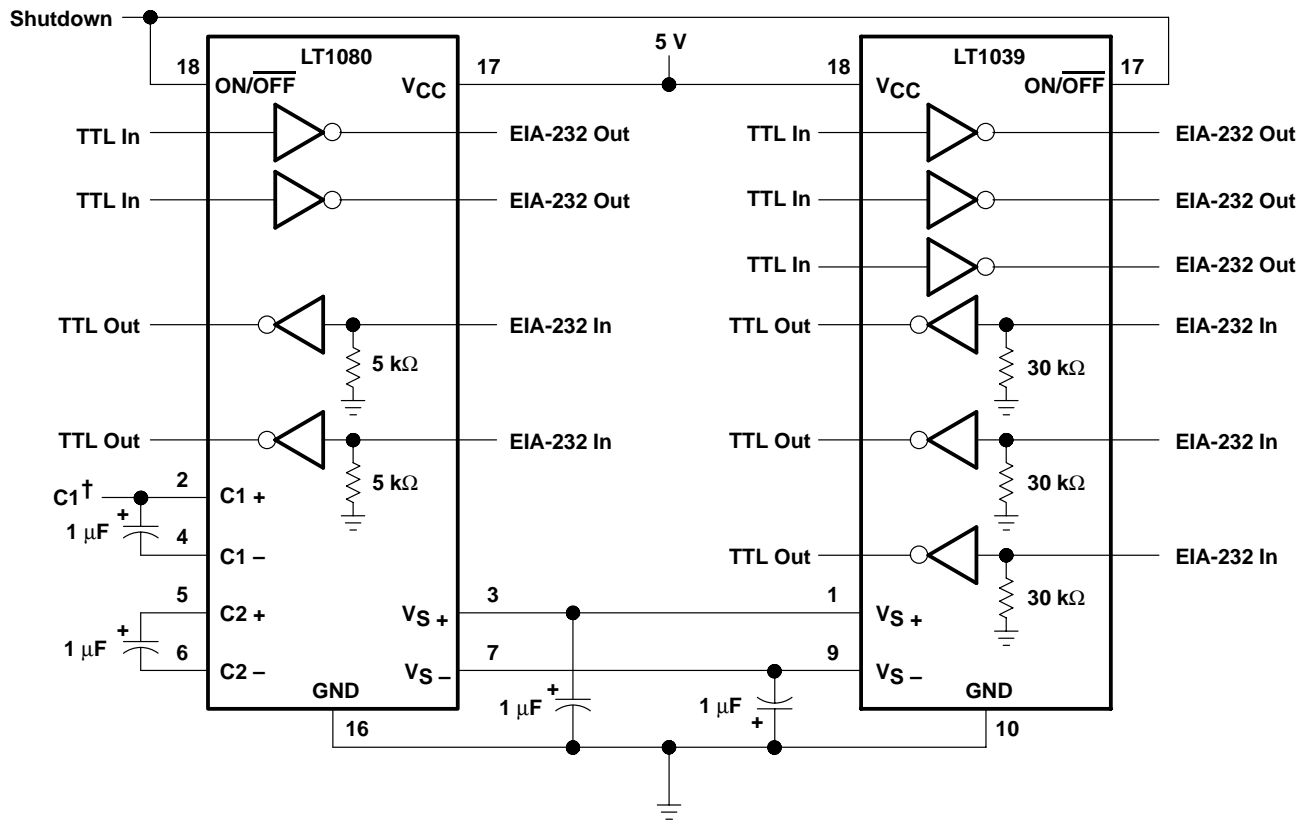 Shutdown
LT1080
5 V
LT1039
18
17
18
17
ON/OFF
VCC
VCC
ON/OFF
TTL In
EIA-232 Out
TTL In
EIA-232 Out
TTL In
EIA-232 Out
TTL In
EIA-232 Out
TTL In
EIA-232 Out
TTL Out
EIA-232 In
TTL Out
EIA-232 In
5 kΩ
30 kΩ
TTL Out
EIA-232 In
TTL Out
EIA-232 In
5 kΩ
30 kΩ
C1†
2
C1 +
+
1 μF
4
C1 –
TTL Out
EIA-232 In
30 kΩ
5
C2 +
3
VS +
1
VS +
+
1 μF
6
C2 –
7
VS –
9
VS –
GND
+
1 μF
1 μF
+
GND
16
10